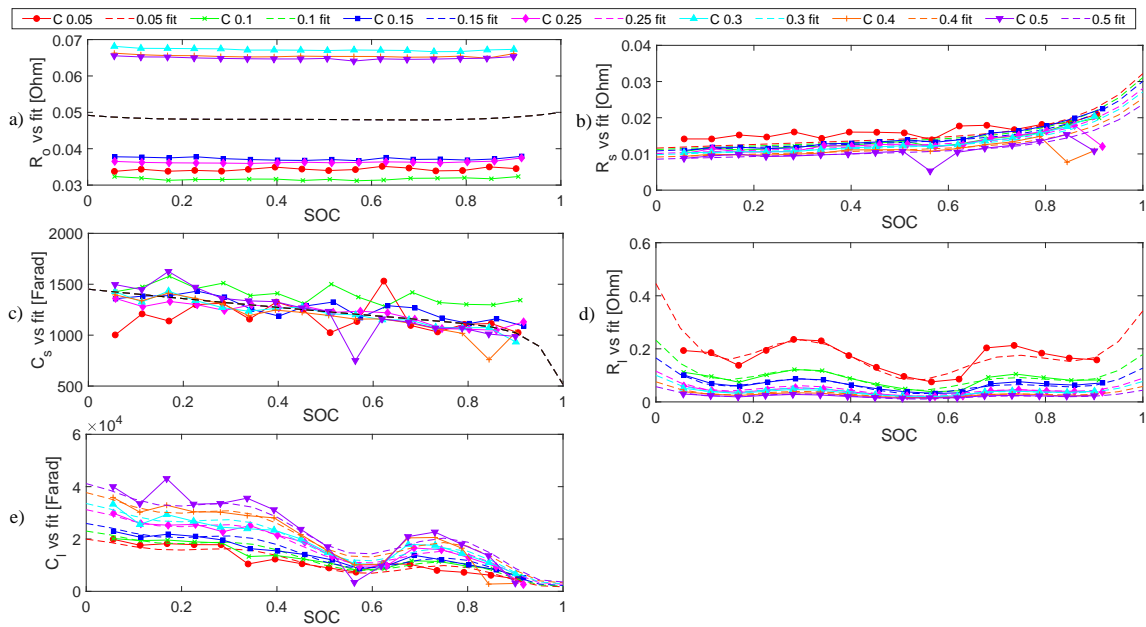 C 0.05 0.05 fit C 0.1 0.1 fit C 0.15 0.15 fit C 0.25 0.25 fit C 0.3 0.3 fit C 0.4 0.4 fit C 0.5 0.5 fit
a)
R_o vs fit [Ohm]
0.07
0.06
0.05
0.04
0.03
0 0.2 0.4 0.6 0.8 1
SOC
b)
R_s vs fit [Ohm]
0.04
0.03
0.02
0.01
0
0 0.2 0.4 0.6 0.8 1
SOC
c)
C_s vs fit [Farad]
2000
1500
1000
500
0 0.2 0.4 0.6 0.8 1
SOC
d)
R_l vs fit [Ohm]
0.6
0.4
0.2
0
0 0.2 0.4 0.6 0.8 1
SOC
e)
C_l vs fit [Farad]
×10^4
6
4
2
0
0 0.2 0.4 0.6 0.8 1
SOC